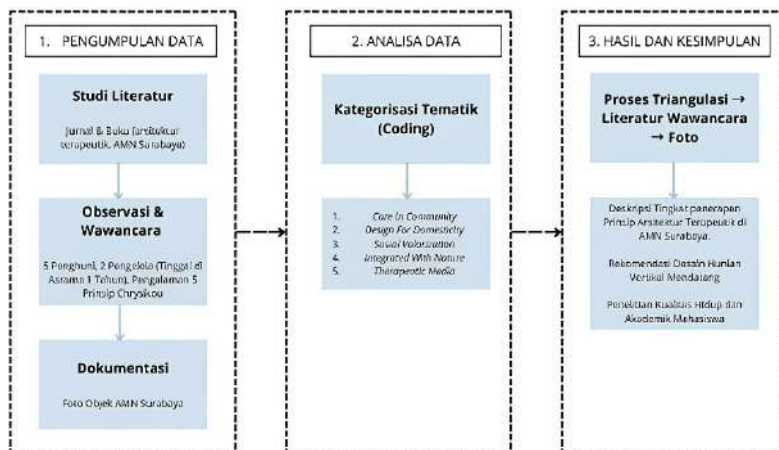 1. PENGUMPULAN DATA
Studi Literatur
Jurnal & Buku (arsitektur
terapeutik, AMN Surabaya)
Observasi &
Wawancara
5 Penghuni, 2 Pengelola (Tinggal di
Asrama 1 Tahun), Pengalaman 5
Prinsip Chrysikou
Dokumentasi
Foto Objek AMN Surabaya
2. ANALISA DATA
Kategorisasi Tematik
(Coding)
1. Care In Community
2. Design For Domesticity
3. Social Valorization
4. Integrated With Nature
5. Therapeutic Media
3. HASIL DAN KESIMPULAN
Proses Triangulasi →
Literatur Wawancara
→ Foto
Deskripsi Tingkat penerapan
Prinsip Arsitektur Terapeutik di
AMN Surabaya.
Rekomendasi Desain Hunian
Vertikal Mendatang
Penelitian Kualitas Hidup dan
Akademik Mahasiswa